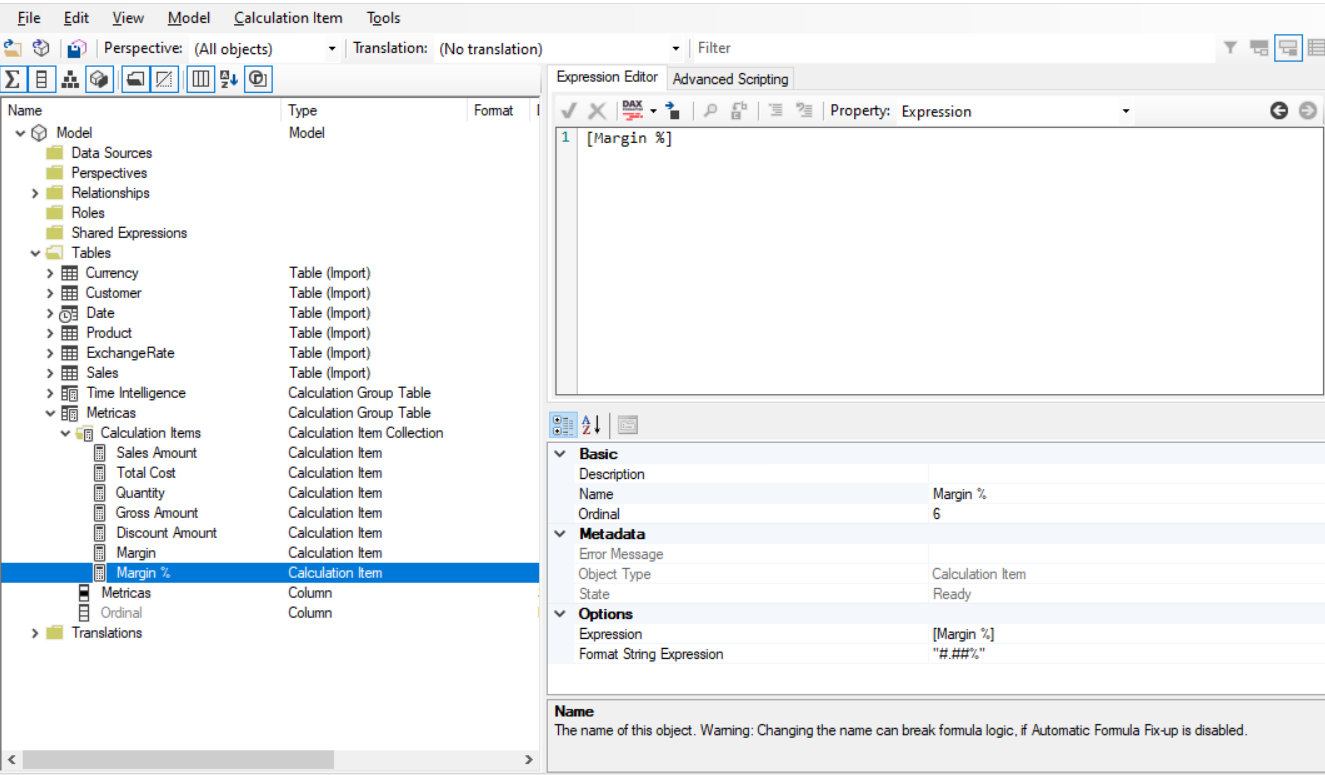 File Edit View Model Calculation Item Tools
Perspective: (All objects) Translation: (No translation) Filter
Expression Editor Advanced Scripting
Name Type Format
DAX Property: Expression
Model Model
1 [Margin %]
Data Sources
Perspectives
Relationships
Roles
Shared Expressions
Tables
Currency Table (Import)
Customer Table (Import)
Date Table (Import)
Product Table (Import)
ExchangeRate Table (Import)
Sales Table (Import)
Time Intelligence Calculation Group Table
Metricas Calculation Group Table
Calculation Items Calculation Item Collection
Sales Amount Calculation Item
Total Cost Calculation Item
Quantity Calculation Item
Gross Amount Calculation Item
Discount Amount Calculation Item
Margin Calculation Item
Margin % Calculation Item
Metricas Column
Ordinal Column
Translations
Basic
Description
Name Margin %
Ordinal 6
Metadata
Error Message
Object Type Calculation Item
State Ready
Options
Expression [Margin %]
Format String Expression "#.##%"
Name
The name of this object. Warning: Changing the name can break formula logic, if Automatic Formula Fix-up is disabled.